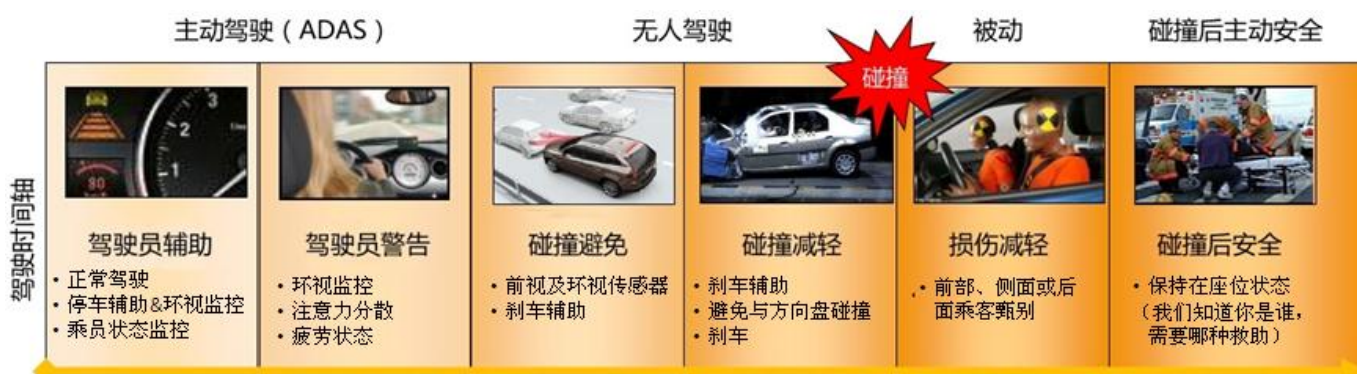 主动驾驶（ADAS）
无人驾驶
被动
碰撞后主动安全
碰撞
驾驶时间轴
3
2
1
80
驾驶员辅助
• 正常驾驶
• 停车辅助&环视监控
• 乘员状态监控
驾驶员警告
• 环视监控
• 注意力分散
• 疲劳状态
碰撞避免
• 前视及环视传感器
• 刹车辅助
碰撞减轻
• 刹车辅助
• 避免与方向盘碰撞
• 刹车
损伤减轻
• 前部、侧面或后
面乘客甄别
碰撞后安全
• 保持在座位状态
（我们知道你是谁，
需要哪种救助）